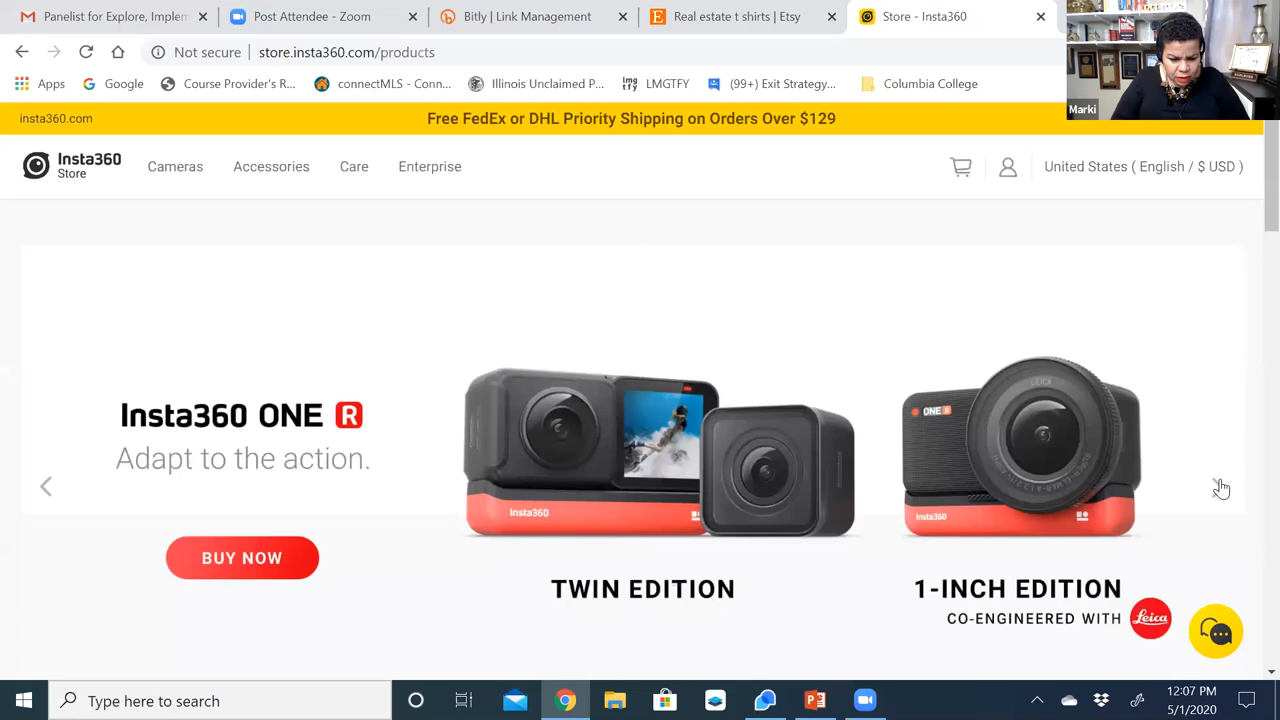 Panelist for Explore, Implem
Post Attendee - Zoom
Bitly | Link Management
Real estate t shirts | Etsy
Store - Insta360
Not secure
store.insta360.com/products
Apps
Google
Course Provider's R...
connectMLS - Conn...
Illinois Unclaimed P...
LMGTFY
(995) Exit Strategy...
Columbia College
Marki
insta360.com
Free FedEx or DHL Priority Shipping on Orders Over $129
Insta360
Store
Cameras
Accessories
Care
Enterprise
United States ( English / $ USD )
Insta360 ONE R
Adapt to the action.
BUY NOW
Insta360
TWIN EDITION
LEICA
ONE R
Insta360
1-INCH EDITION
CO-ENGINEERED WITH
Leica
Type here to search
12:07 PM
5/1/2020